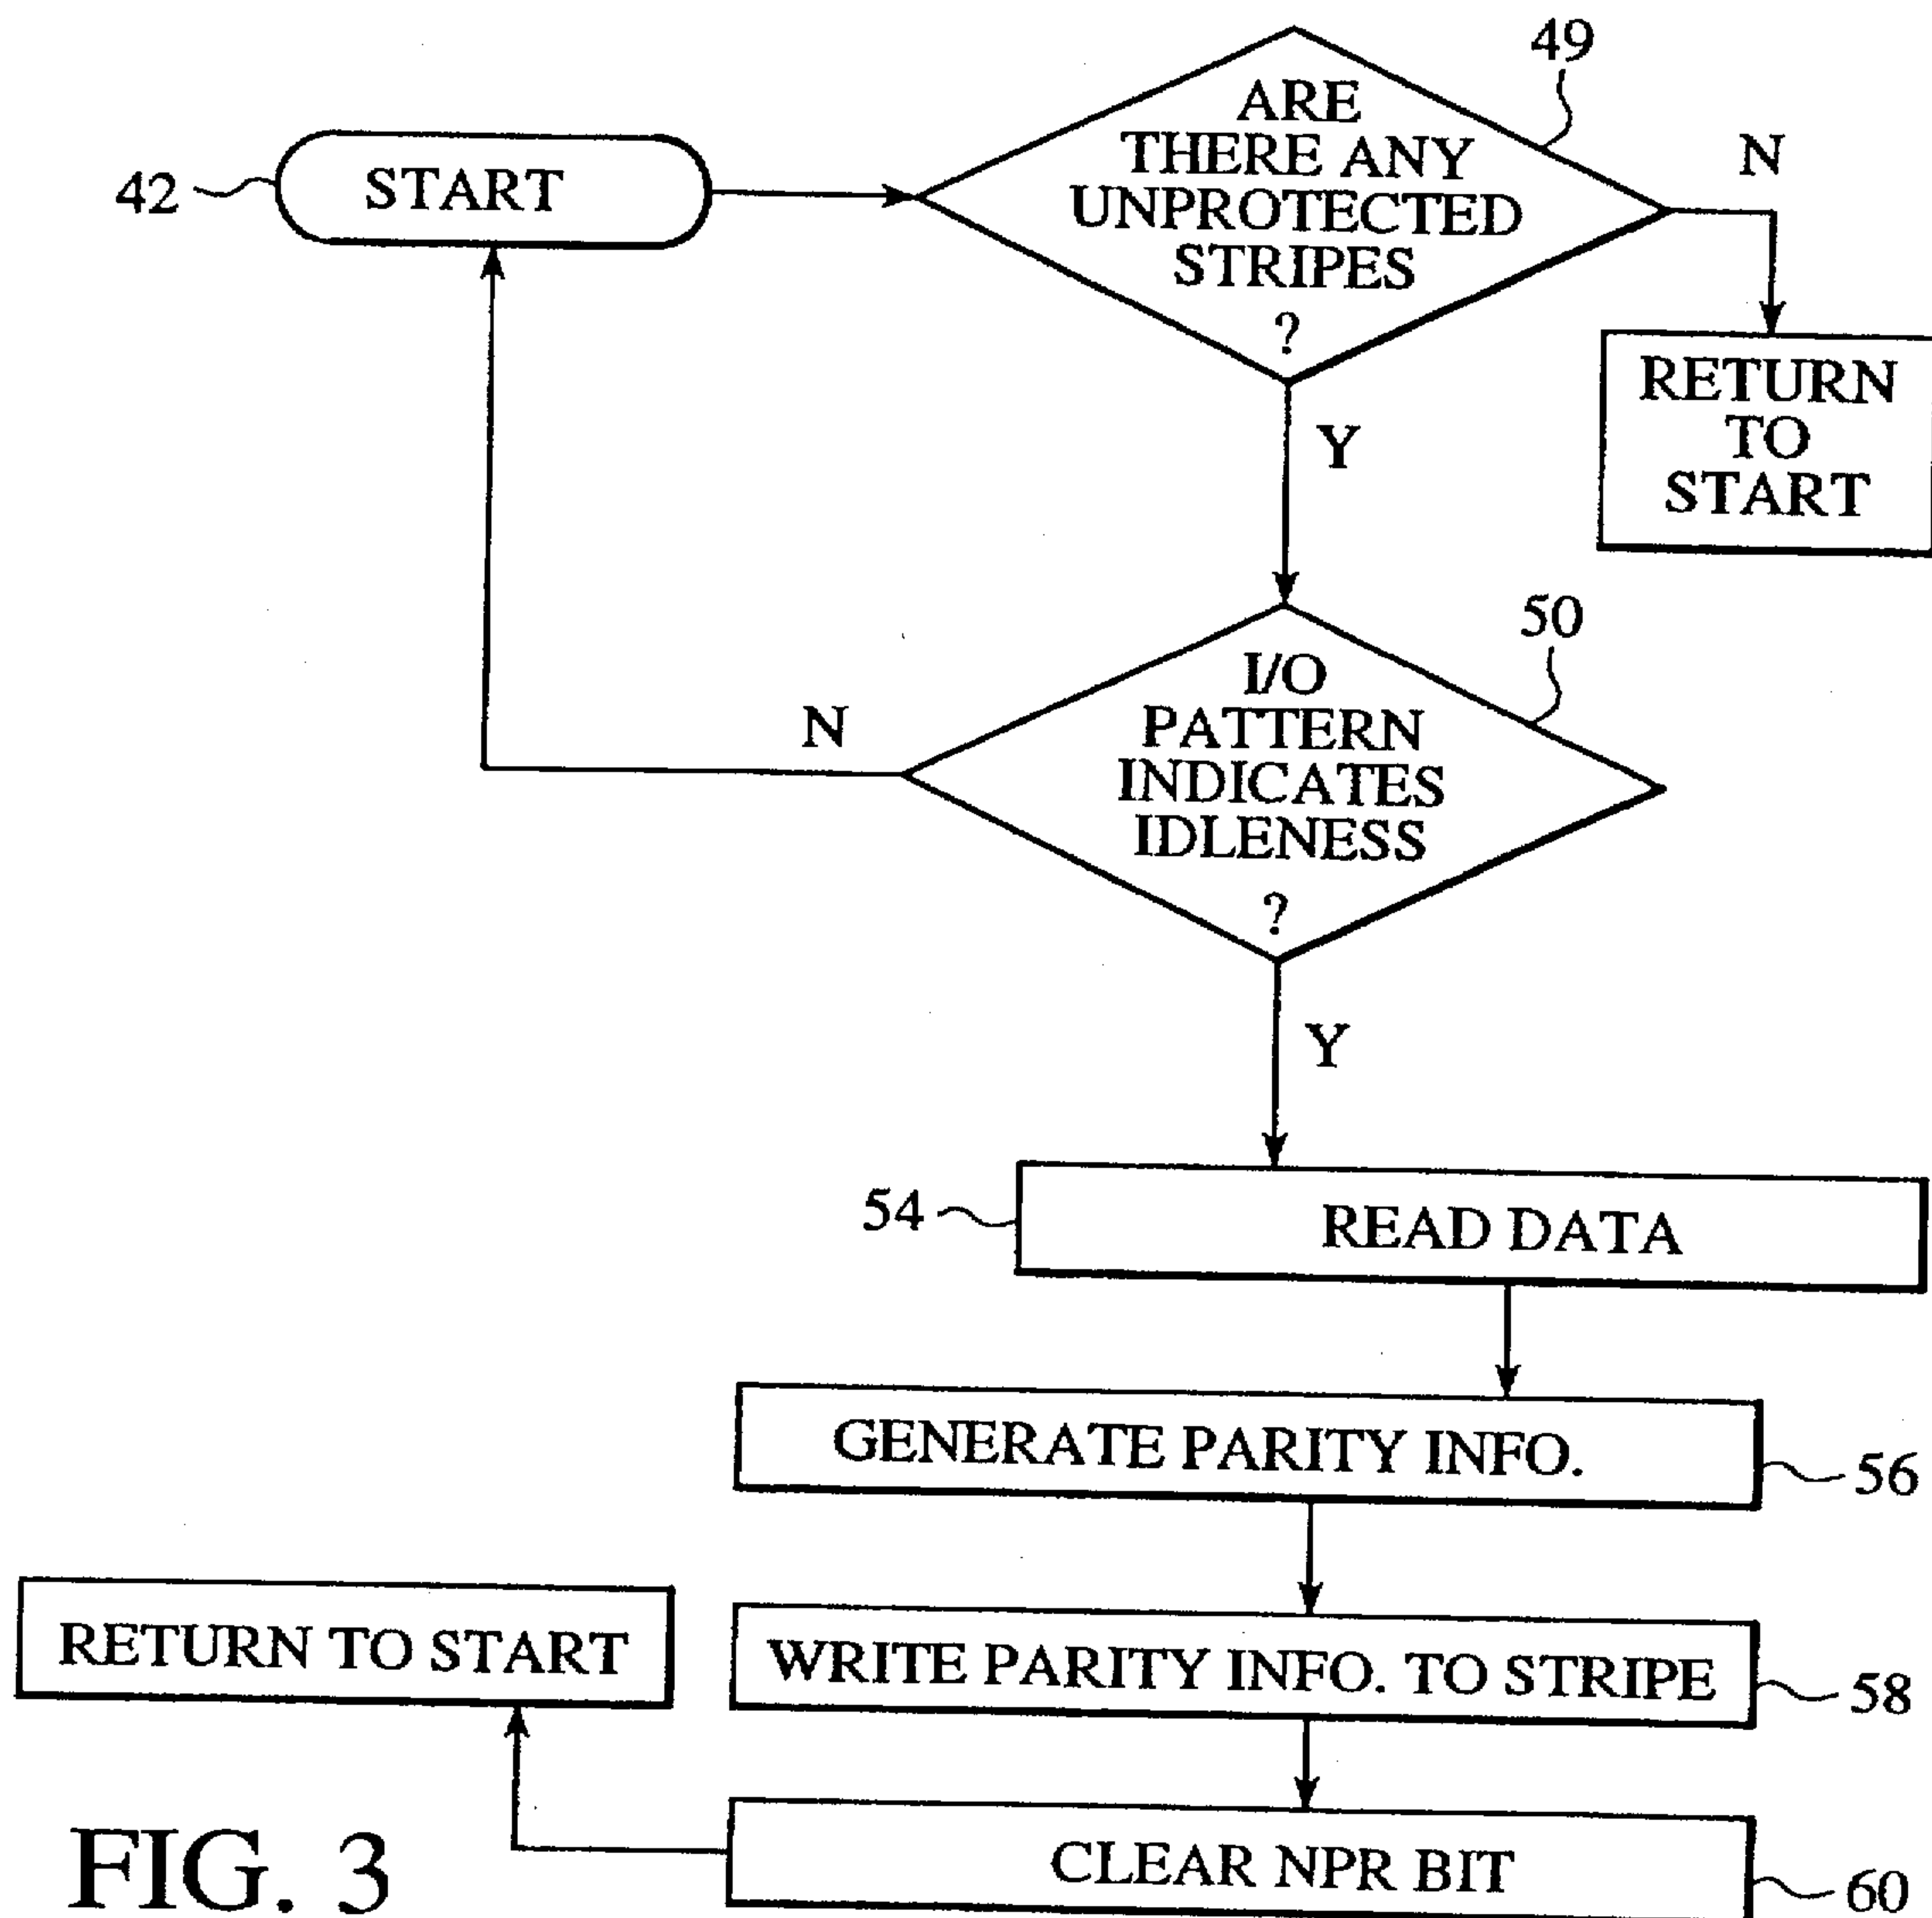 49
ARE
THERE ANY
UNPROTECTED
STRIPES
?
N
42
START
RETURN
TO
START
Y
50
I/O
PATTERN
INDICATES
IDLENESS
?
N
Y
54
READ DATA
GENERATE PARITY INFO.
56
RETURN TO START
WRITE PARITY INFO. TO STRIPE
58
CLEAR NPR BIT
60
FIG. 3